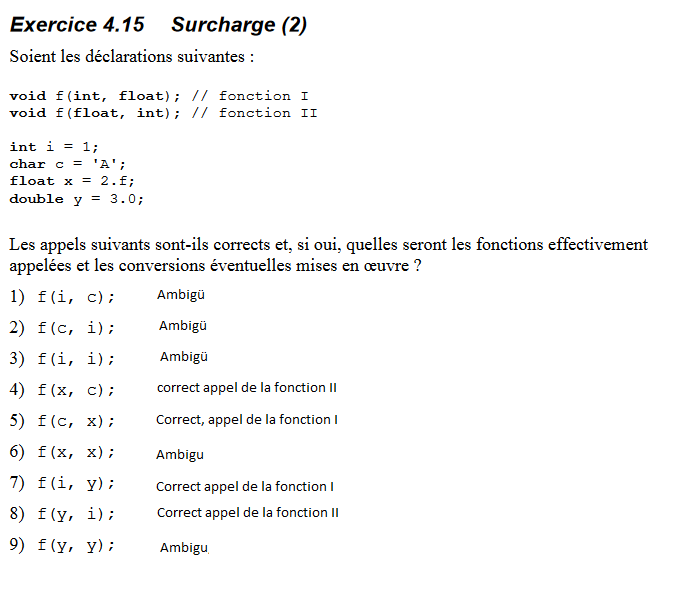 Exercice 4.15 Surcharge (2)
Soient les déclarations suivantes :
void f(int, float); // fonction I
void f(float, int); // fonction II
int i = 1;
char c = 'A';
float x = 2.f;
double y = 3.0;
Les appels suivants sont-ils corrects et, si oui, quelles seront les fonctions effectivement
appelées et les conversions éventuelles mises en œuvre ?
1) f(i, c); Ambigü
2) f(c, i); Ambigü
3) f(i, i); Ambigü
4) f(x, c); correct appel de la fonction II
5) f(c, x); Correct, appel de la fonction I
6) f(x, x); Ambigu
7) f(i, y); Correct appel de la fonction I
8) f(y, i); Correct appel de la fonction II
9) f(y, y); Ambigu